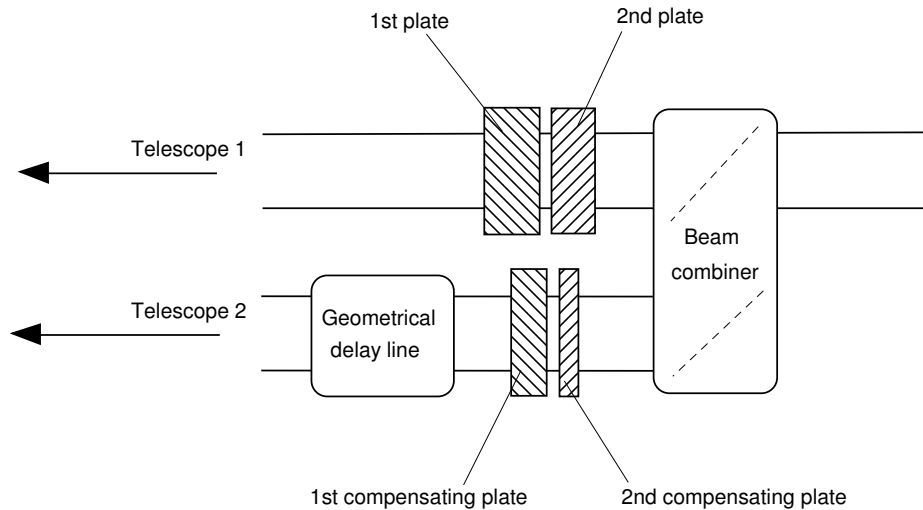 1st plate
2nd plate
Telescope 1
Beam
combiner
Telescope 2
Geometrical
delay line
1st compensating plate
2nd compensating plate